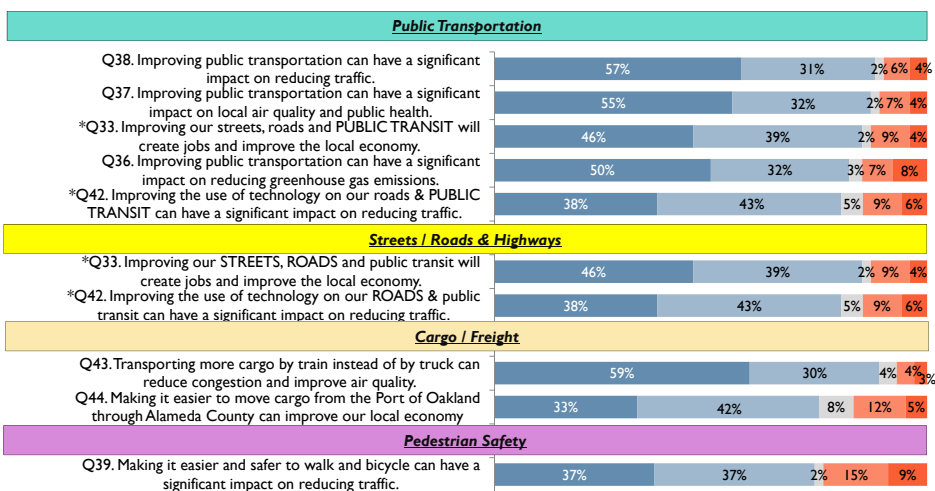 Public Transportation
Q38. Improving public transportation can have a significant
impact on reducing traffic.
57% 31% 2% 6% 4%
Q37. Improving public transportation can have a significant
impact on local air quality and public health.
55% 32% 2% 7% 4%
*Q33. Improving our streets, roads and PUBLIC TRANSIT will
create jobs and improve the local economy.
46% 39% 2% 9% 4%
Q36. Improving public transportation can have a significant
impact on reducing greenhouse gas emissions.
50% 32% 3% 7% 8%
*Q42. Improving the use of technology on our roads & PUBLIC
TRANSIT can have a significant impact on reducing traffic.
38% 43% 5% 9% 6%
Streets / Roads & Highways
*Q33. Improving our STREETS, ROADS and public transit will
create jobs and improve the local economy.
46% 39% 2% 9% 4%
*Q42. Improving the use of technology on our ROADS & public
transit can have a significant impact on reducing traffic.
38% 43% 5% 9% 6%
Cargo / Freight
Q43. Transporting more cargo by train instead of by truck can
reduce congestion and improve air quality.
59% 30% 4% 4% 3%
Q44. Making it easier to move cargo from the Port of Oakland
through Alameda County can improve our local economy
33% 42% 8% 12% 5%
Pedestrian Safety
Q39. Making it easier and safer to walk and bicycle can have a
significant impact on reducing traffic.
37% 37% 2% 15% 9%